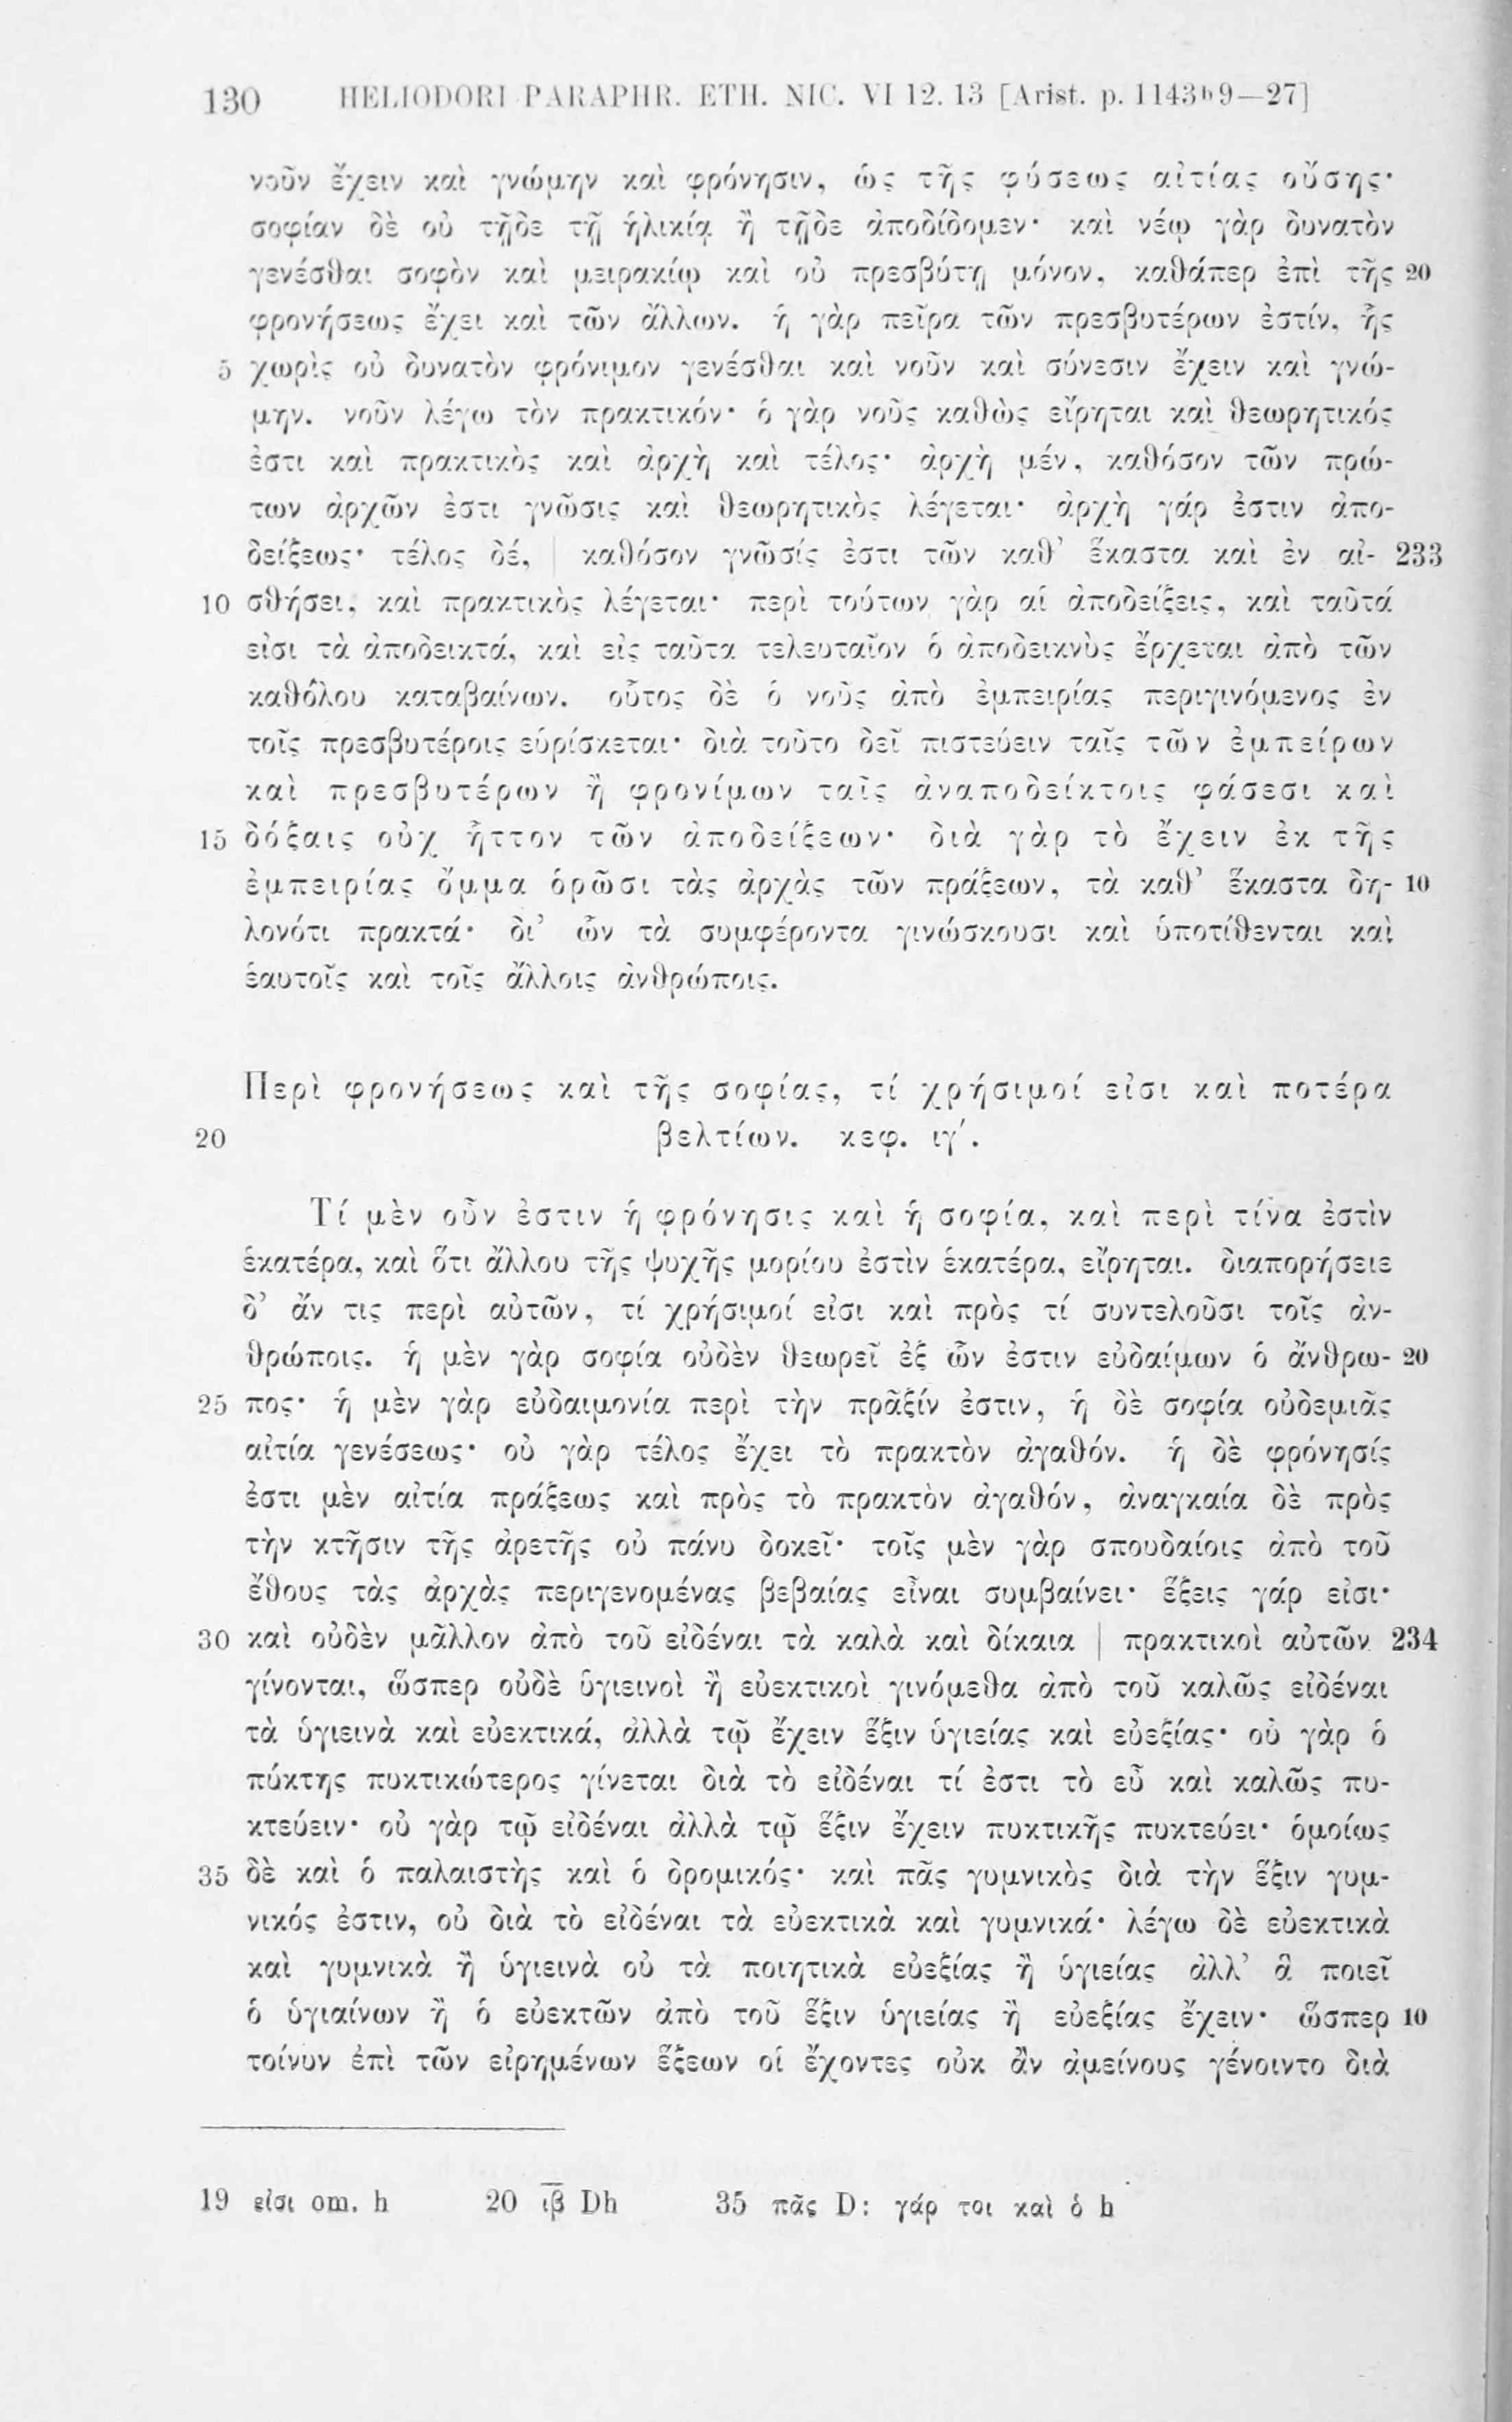 130 HELIODORI PARAPHR. ETH. NIC. VI 12. 13 [Arist. p. 1143b9—27]
νοῦν ἔχειν καὶ γνώμην καὶ φρόνησιν, ὡς τῆς φύσεως αἰτίας οὔσης·
σοφίαν δὲ οὐ τῇδε τῇ ἡλικίᾳ ἢ τῇδε ἀποδίδομεν· καὶ νέῳ γὰρ δυνατὸν
γενέσθαι σοφὸν καὶ μειρακίῳ καὶ οὐ πρεσβύτῃ μόνον, καθάπερ ἐπὶ τῆς 20
φρονήσεως ἔχει καὶ τῶν ἄλλων. ἡ γὰρ πεῖρα τῶν πρεσβυτέρων ἐστίν, ἧς
5 χωρὶς οὐ δυνατὸν φρόνιμον γενέσθαι καὶ νοῦν καὶ σύνεσιν ἔχειν καὶ γνώ-
μην. νοῦν λέγω τὸν πρακτικόν· ὁ γὰρ νοῦς καθὼς εἴρηται καὶ θεωρητικός
ἐστι καὶ πρακτικὸς καὶ ἀρχὴ καὶ τέλος· ἀρχὴ μέν, καθόσον τῶν πρώ-
των ἀρχῶν ἐστι γνῶσις καὶ θεωρητικὸς λέγεται· ἀρχὴ γάρ ἐστιν ἀπο-
δείξεως· τέλος δέ, | καθόσον γνῶσίς ἐστι τῶν καθ’ ἕκαστα καὶ ἐν αἰ- 233
10 σθήσει, καὶ πρακτικὸς λέγεται· περὶ τούτων γὰρ αἱ ἀποδείξεις, καὶ ταῦτά
εἰσι τὰ ἀποδεικτά, καὶ εἰς ταῦτα τελευταῖον ὁ ἀποδεικνὺς ἔρχεται ἀπὸ τῶν
καθόλου καταβαίνων. οὗτος δὲ ὁ νοῦς ἀπὸ ἐμπειρίας περιγινόμενος ἐν
τοῖς πρεσβυτέροις εὑρίσκεται· διὰ τοῦτο δεῖ πιστεύειν ταῖς τῶν ἐμπείρων
καὶ πρεσβυτέρων ἢ φρονίμων ταῖς ἀναποδείκτοις φάσεσι καὶ
15 δόξαις οὐχ ἧττον τῶν ἀποδείξεων· διὰ γὰρ τὸ ἔχειν ἐκ τῆς
ἐμπειρίας ὄμμα ὁρῶσι τὰς ἀρχὰς τῶν πράξεων, τὰ καθ’ ἕκαστα δη- 10
λονότι πρακτά· δι’ ὧν τὰ συμφέροντα γινώσκουσι καὶ ὑποτίθενται καὶ
ἑαυτοῖς καὶ τοῖς ἄλλοις ἀνθρώποις.
Περὶ φρονήσεως καὶ τῆς σοφίας, τί χρήσιμοί εἰσι καὶ ποτέρα
20 βελτίων. κεφ. ιγ′.
Τί μὲν οὖν ἐστιν ἡ φρόνησις καὶ ἡ σοφία, καὶ περὶ τίνα ἐστὶν
ἑκατέρα, καὶ ὅτι ἄλλου τῆς ψυχῆς μορίου ἐστὶν ἑκατέρα, εἴρηται. διαπορήσειε
δ’ ἄν τις περὶ αὐτῶν, τί χρήσιμοί εἰσι καὶ πρὸς τί συντελοῦσι τοῖς ἀν-
θρώποις. ἡ μὲν γὰρ σοφία οὐδὲν θεωρεῖ ἐξ ὧν ἐστιν εὐδαίμων ὁ ἄνθρω- 20
25 πος· ἡ μὲν γὰρ εὐδαιμονία περὶ τὴν πρᾶξίν ἐστιν, ἡ δὲ σοφία οὐδεμιᾶς
αἰτία γενέσεως· οὐ γὰρ τέλος ἔχει τὸ πρακτὸν ἀγαθόν. ἡ δὲ φρόνησίς
ἐστι μὲν αἰτία πράξεως καὶ πρὸς τὸ πρακτὸν ἀγαθόν, ἀναγκαία δὲ πρὸς
τὴν κτῆσιν τῆς ἀρετῆς οὐ πάνυ δοκεῖ· τοῖς μὲν γὰρ σπουδαίοις ἀπὸ τοῦ
ἔθους τὰς ἀρχὰς περιγενομένας βεβαίας εἶναι συμβαίνει· ἕξεις γάρ εἰσι·
30 καὶ οὐδὲν μᾶλλον ἀπὸ τοῦ εἰδέναι τὰ καλὰ καὶ δίκαια | πρακτικοὶ αὐτῶν 234
γίνονται, ὥσπερ οὐδὲ ὑγιεινοὶ ἢ εὐεκτικοὶ γινόμεθα ἀπὸ τοῦ καλῶς εἰδέναι
τὰ ὑγιεινὰ καὶ εὐεκτικά, ἀλλὰ τῷ ἔχειν ἕξιν ὑγιείας καὶ εὐεξίας· οὐ γὰρ ὁ
πύκτης πυκτικώτερος γίνεται διὰ τὸ εἰδέναι τί ἐστι τὸ εὖ καὶ καλῶς πυ-
κτεύειν· οὐ γὰρ τῷ εἰδέναι ἀλλὰ τῷ ἕξιν ἔχειν πυκτικῆς πυκτεύει· ὁμοίως
35 δὲ καὶ ὁ παλαιστὴς καὶ ὁ δρομικός· καὶ πᾶς γυμνικὸς διὰ τὴν ἕξιν γυμ-
νικός ἐστιν, οὐ διὰ τὸ εἰδέναι τὰ εὐεκτικὰ καὶ γυμνικά· λέγω δὲ εὐεκτικὰ
καὶ γυμνικὰ ἢ ὑγιεινὰ οὐ τὰ ποιητικὰ εὐεξίας ἢ ὑγιείας ἀλλ’ ἃ ποιεῖ
ὁ ὑγιαίνων ἢ ὁ εὐεκτῶν ἀπὸ τοῦ ἕξιν ὑγιείας ἢ εὐεξίας ἔχειν· ὥσπερ 10
τοίνυν ἐπὶ τῶν εἰρημένων ἕξεων οἱ ἔχοντες οὐκ ἂν ἀμείνους γένοιντο διὰ
19 εἰσι om. h 20 ι̅β̅ Dh 35 πᾶς D: γάρ τοι καὶ ὁ h